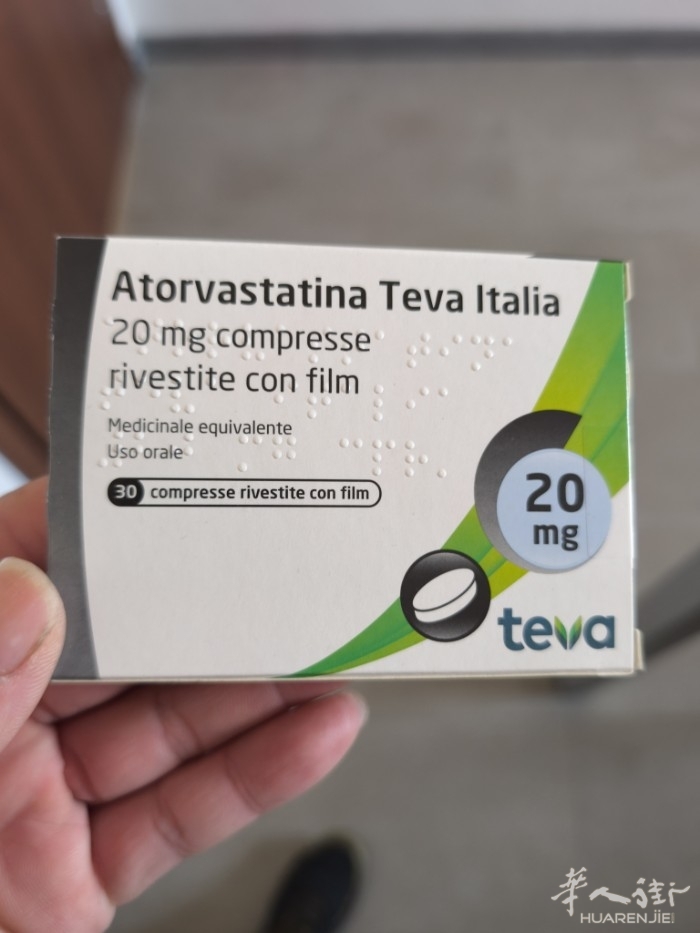 Atorvastatina Teva Italia
20 mg compresse
rivestite con film
Medicinale equivalente
Uso orale
30 compresse rivestite con film
20
mg
teva
华人街
HUARENJIE